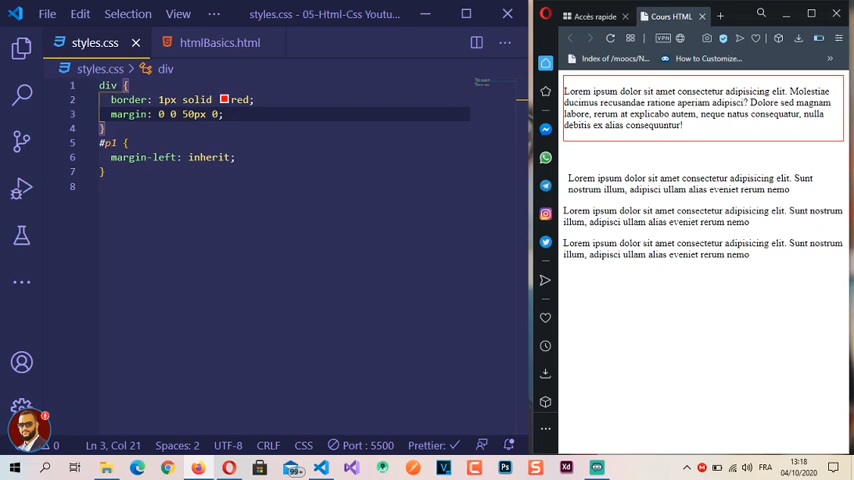 File Edit Selection View ··· styles.css - 05-Html-Css Youtu...
styles.css htmlBasics.html
styles.css > div
1 div {
2 border: 1px solid red;
3 margin: 0 0 50px 0;
4 }
5 #p1 {
6 margin-left: inherit;
7 }
8
0 Ln 3, Col 21 Spaces: 2 UTF-8 CRLF CSS Port : 5500 Prettier:
Accès rapide Cours HTML
VPN
Index of /moocs/NewL... How to Customize...
Lorem ipsum dolor sit amet consectetur adipisicing elit. Molestiae
ducimus recusandae ratione aperiam adipisci? Dolore sed magnam
labore, rerum at explicabo autem, neque natus consequatur, nulla
debitis ex alias consequuntur!
Lorem ipsum dolor sit amet consectetur adipisicing elit. Sunt
nostrum illum, adipisci ullam alias eveniet rerum nemo
Lorem ipsum dolor sit amet consectetur adipisicing elit. Sunt nostrum
illum, adipisci ullam alias eveniet rerum nemo
Lorem ipsum dolor sit amet consectetur adipisicing elit. Sunt nostrum
illum, adipisci ullam alias eveniet rerum nemo
99+
FRA
13:18
04/10/2020